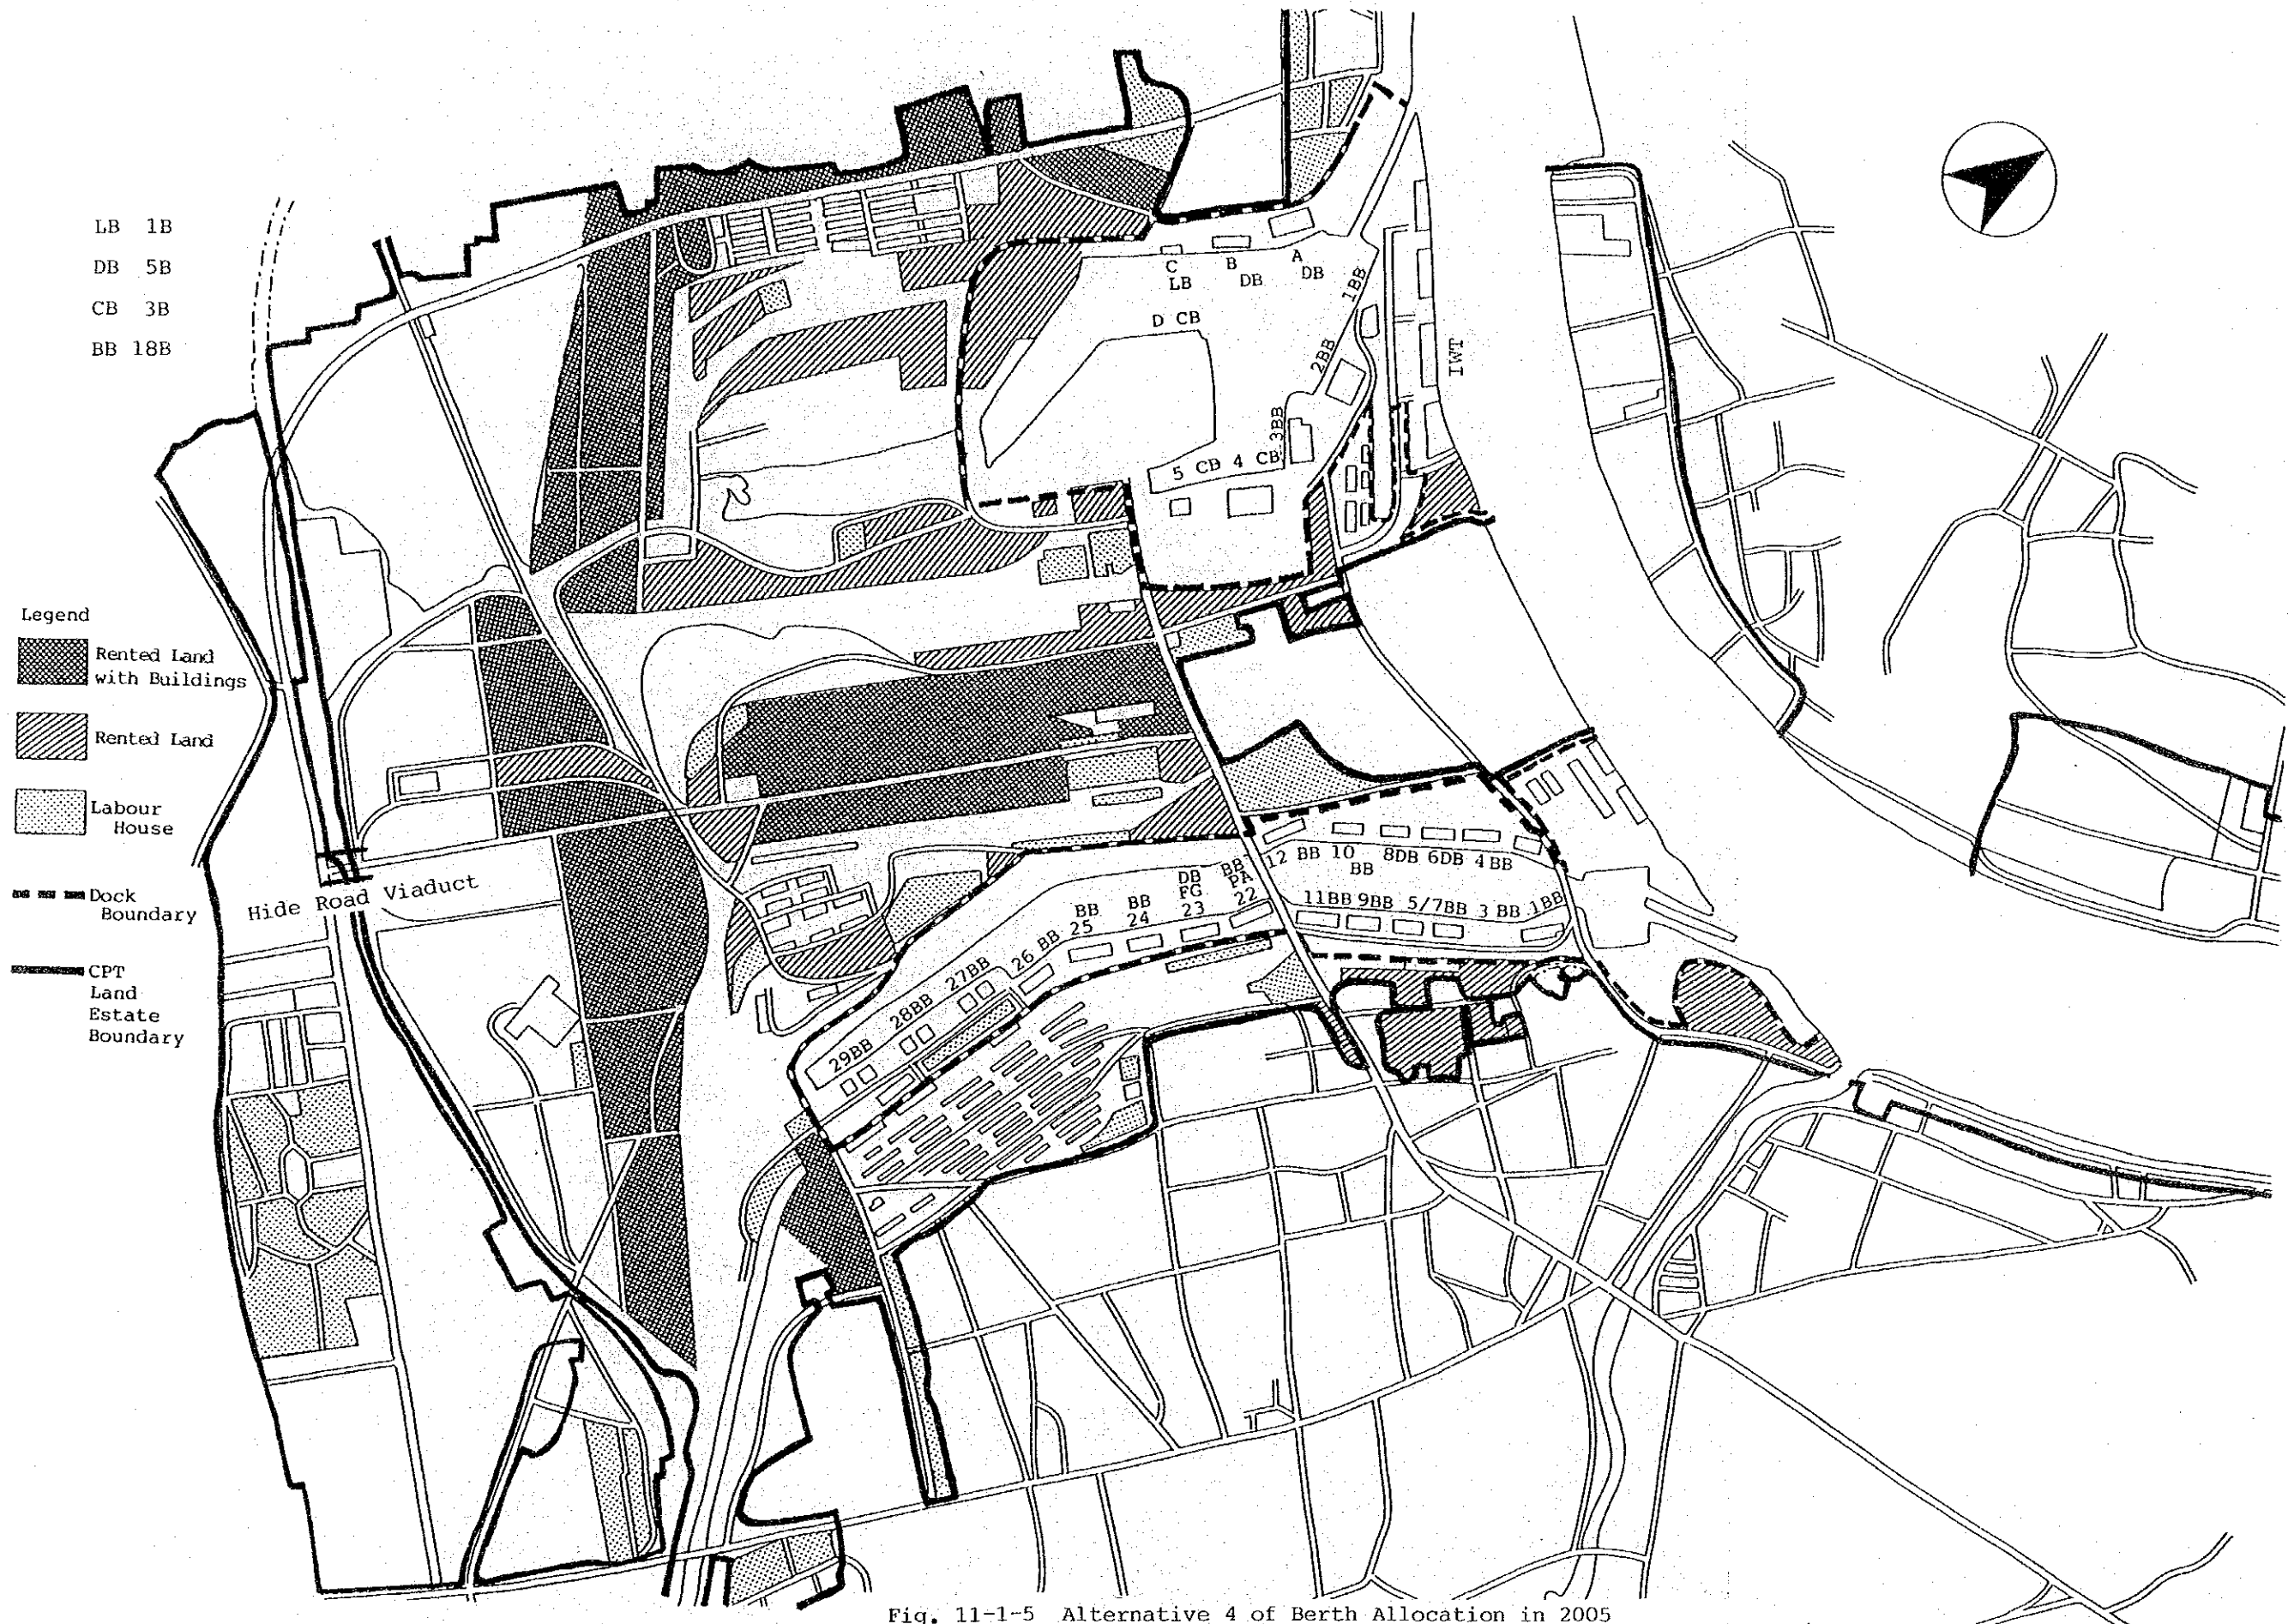 LB 1B
DB 5B
CB 3B
BB 18B
C
LB
B
DB
A
DB
1BB
D CB
2BB
IWT
3BB
5 CB 4 CB
Legend
Rented Land
with Buildings
Rented Land
Labour
House
Dock
Boundary
CPT
Land
Estate
Boundary
Hide Road Viaduct
12 BB 10
BB
8DB 6DB 4 BB
11BB 9BB 5/7BB 3 BB 1BB
BB
PA
22
DB
FG
23
BB
24
BB
25
26 BB
27BB
28BB
29BB
Fig. 11-1-5 Alternative 4 of Berth Allocation in 2005